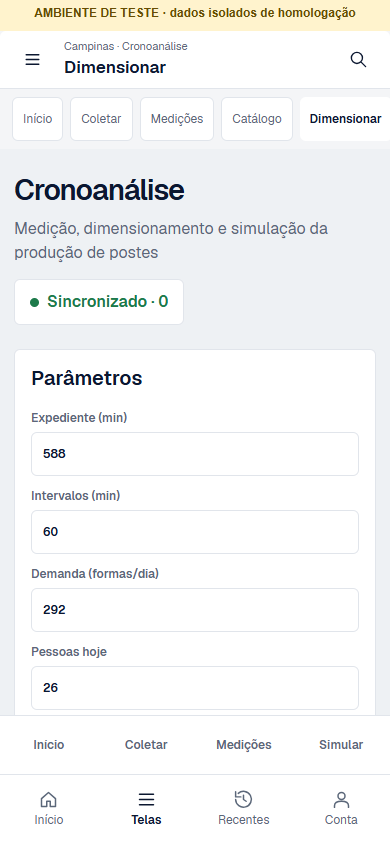 AMBIENTE DE TESTE · dados isolados de homologação
Campinas · Cronoanálise
Dimensionar
Início
Coletar
Medições
Catálogo
Dimensionar
Cronoanálise
Medição, dimensionamento e simulação da
produção de postes
Sincronizado · 0
Parâmetros
Expediente (min)
588
Intervalos (min)
60
Demanda (formas/dia)
292
Pessoas hoje
26
Início
Coletar
Medições
Simular
Início
Telas
Recentes
Conta